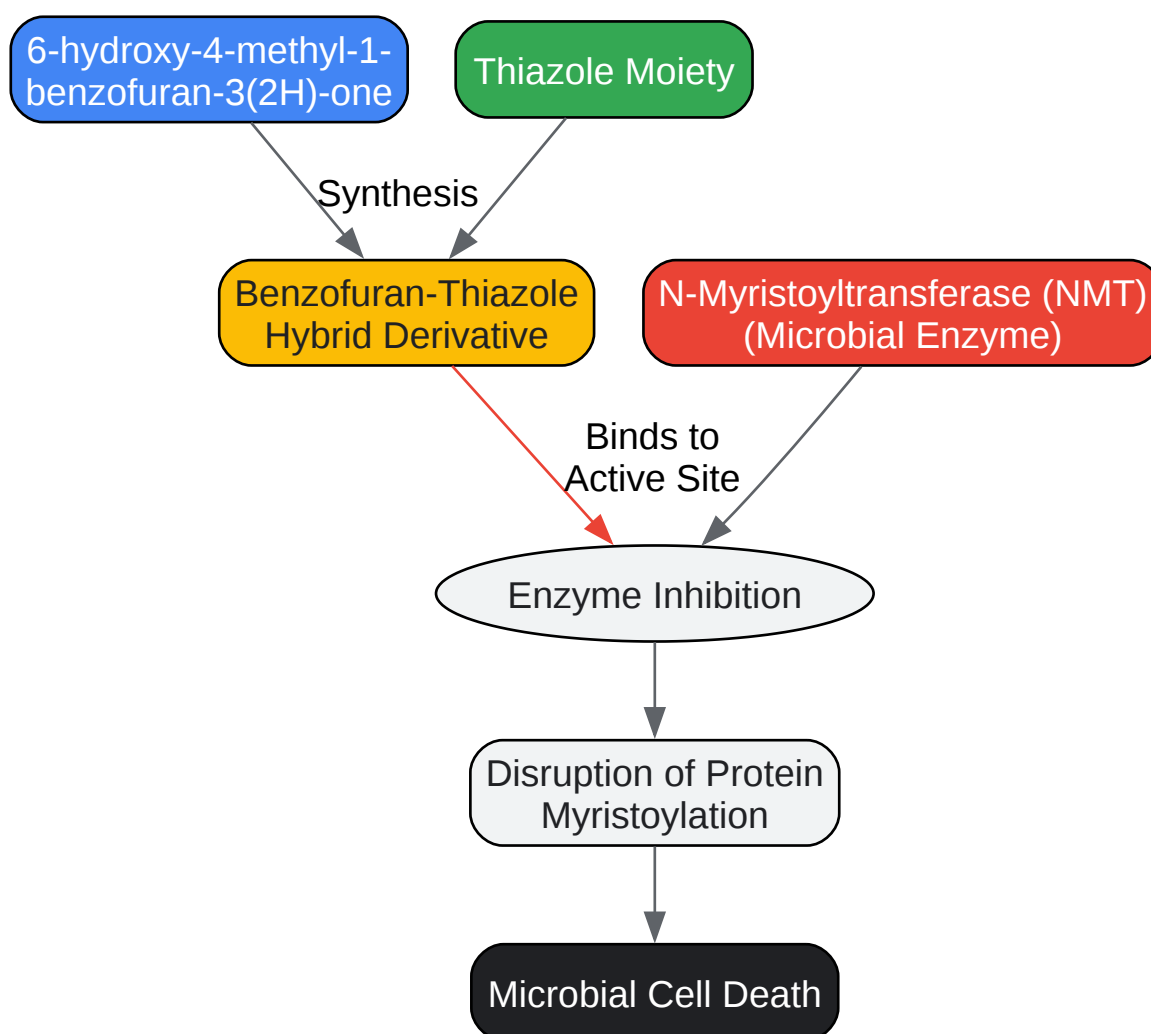 6-hydroxy-4-methyl-1-
benzofuran-3(2H)-one
Thiazole Moiety
Synthesis
Benzofuran-Thiazole
Hybrid Derivative
N-Myristoyltransferase (NMT)
(Microbial Enzyme)
Binds to
Active Site
Enzyme Inhibition
Disruption of Protein
Myristoylation
Microbial Cell Death